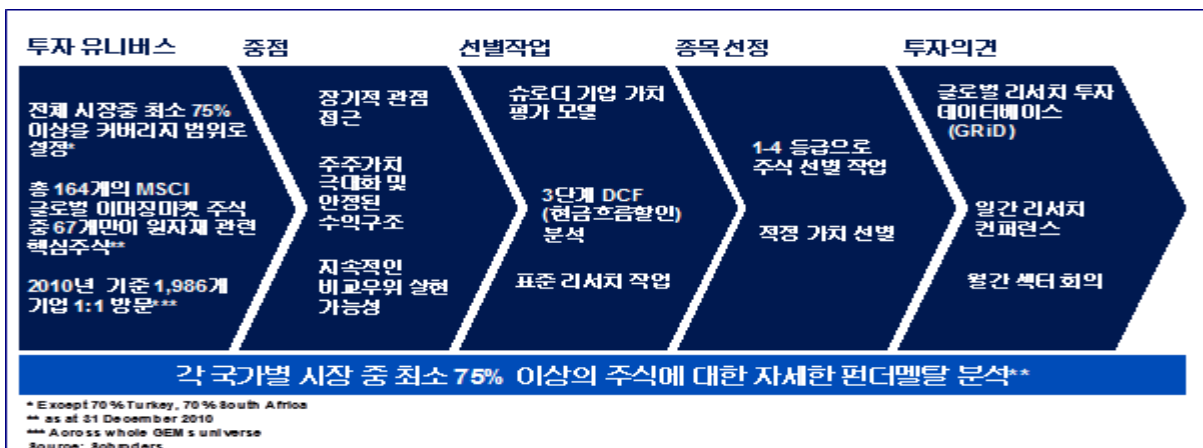 투자 유니버스
중점
선별작업
종목선정
투자의견
전체 시장중 최소 75%
이상을 커버리지 범위로
설정*
총 164개의 MSCI
글로벌 이머징마켓 주식
중 67개만이 원자재 관련
핵심주식**
2010년 기준 1,986개
기업 1:1 방문***
장기적 관점
접근
주주가치
극대화 및
안정된
수익구조
지속적인
비교우위 실현
가능성
슈로더 기업 가치
평가 모델
3단계 DCF
(현금흐름할인)
분석
표준 리서치 작업
1-4 등급으로
주식 선별 작업
적정 가치 선별
글로벌 리서치 투자
데이터베이스
(GRiD)
일간 리서치
컨퍼런스
월간 섹터 회의
각 국가별 시장 중 최소 75% 이상의 주식에 대한 자세한 펀더멜탈 분석**
* Except 70% Turkey, 70% South Africa
** as at 31 December 2010
*** Across whole GEMs universe
Source: Schroders